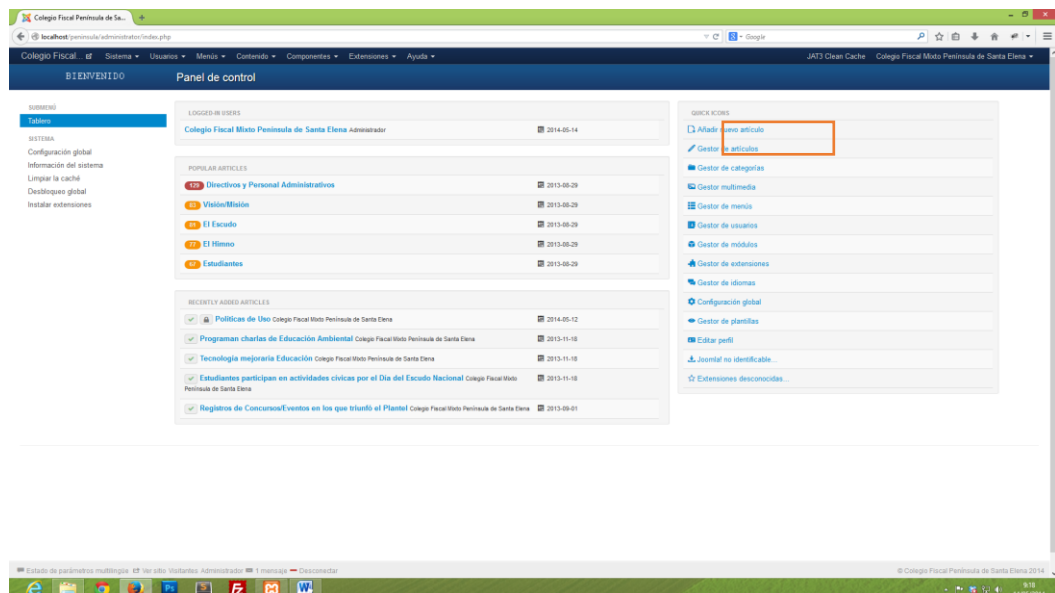 Colegio Fiscal Península de Sa...
localhost/peninsula/administrator/index.php
Google
Colegio Fiscal... Sistema Usuarios Menús Contenido Componentes Extensiones Ayuda JAT3 Clean Cache Colegio Fiscal Mixto Península de Santa Elena
BIENVENIDO Panel de control
SUBMENÚ
Tablero
SISTEMA
Configuración global
Información del sistema
Limpiar la caché
Desbloqueo global
Instalar extensiones
LOGGED-IN USERS
Colegio Fiscal Mixto Península de Santa Elena Administrador 2014-05-14
POPULAR ARTICLES
129 Directivos y Personal Administrativos 2013-08-29
Visión/Misión 2013-08-29
El Escudo 2013-08-29
77 El Himno 2013-08-29
62 Estudiantes 2013-08-29
RECENTLY ADDED ARTICLES
Políticas de Uso Colegio Fiscal Mixto Península de Santa Elena 2014-05-12
Programan charlas de Educación Ambiental Colegio Fiscal Mixto Península de Santa Elena 2013-11-18
Tecnología mejoraria Educación Colegio Fiscal Mixto Península de Santa Elena 2013-11-18
Estudiantes participan en actividades cívicas por el Día del Escudo Nacional Colegio Fiscal Mixto 2013-11-18
Península de Santa Elena
Registros de Concursos/Eventos en los que triunfó el Plantel Colegio Fiscal Mixto Península de Santa Elena 2013-09-01
QUICK ICONS
Añadir nuevo artículo
Gestor de artículos
Gestor de categorías
Gestor multimedia
Gestor de menús
Gestor de usuarios
Gestor de módulos
Gestor de extensiones
Gestor de idiomas
Configuración global
Gestor de plantillas
Editar perfil
Joomla! no identificable...
Extensiones desconocidas...
Estado de parámetros multilingüe Ver sitio Visitantes Administrador 1 mensaje Desconectar © Colegio Fiscal Península de Santa Elena 2014
9:18